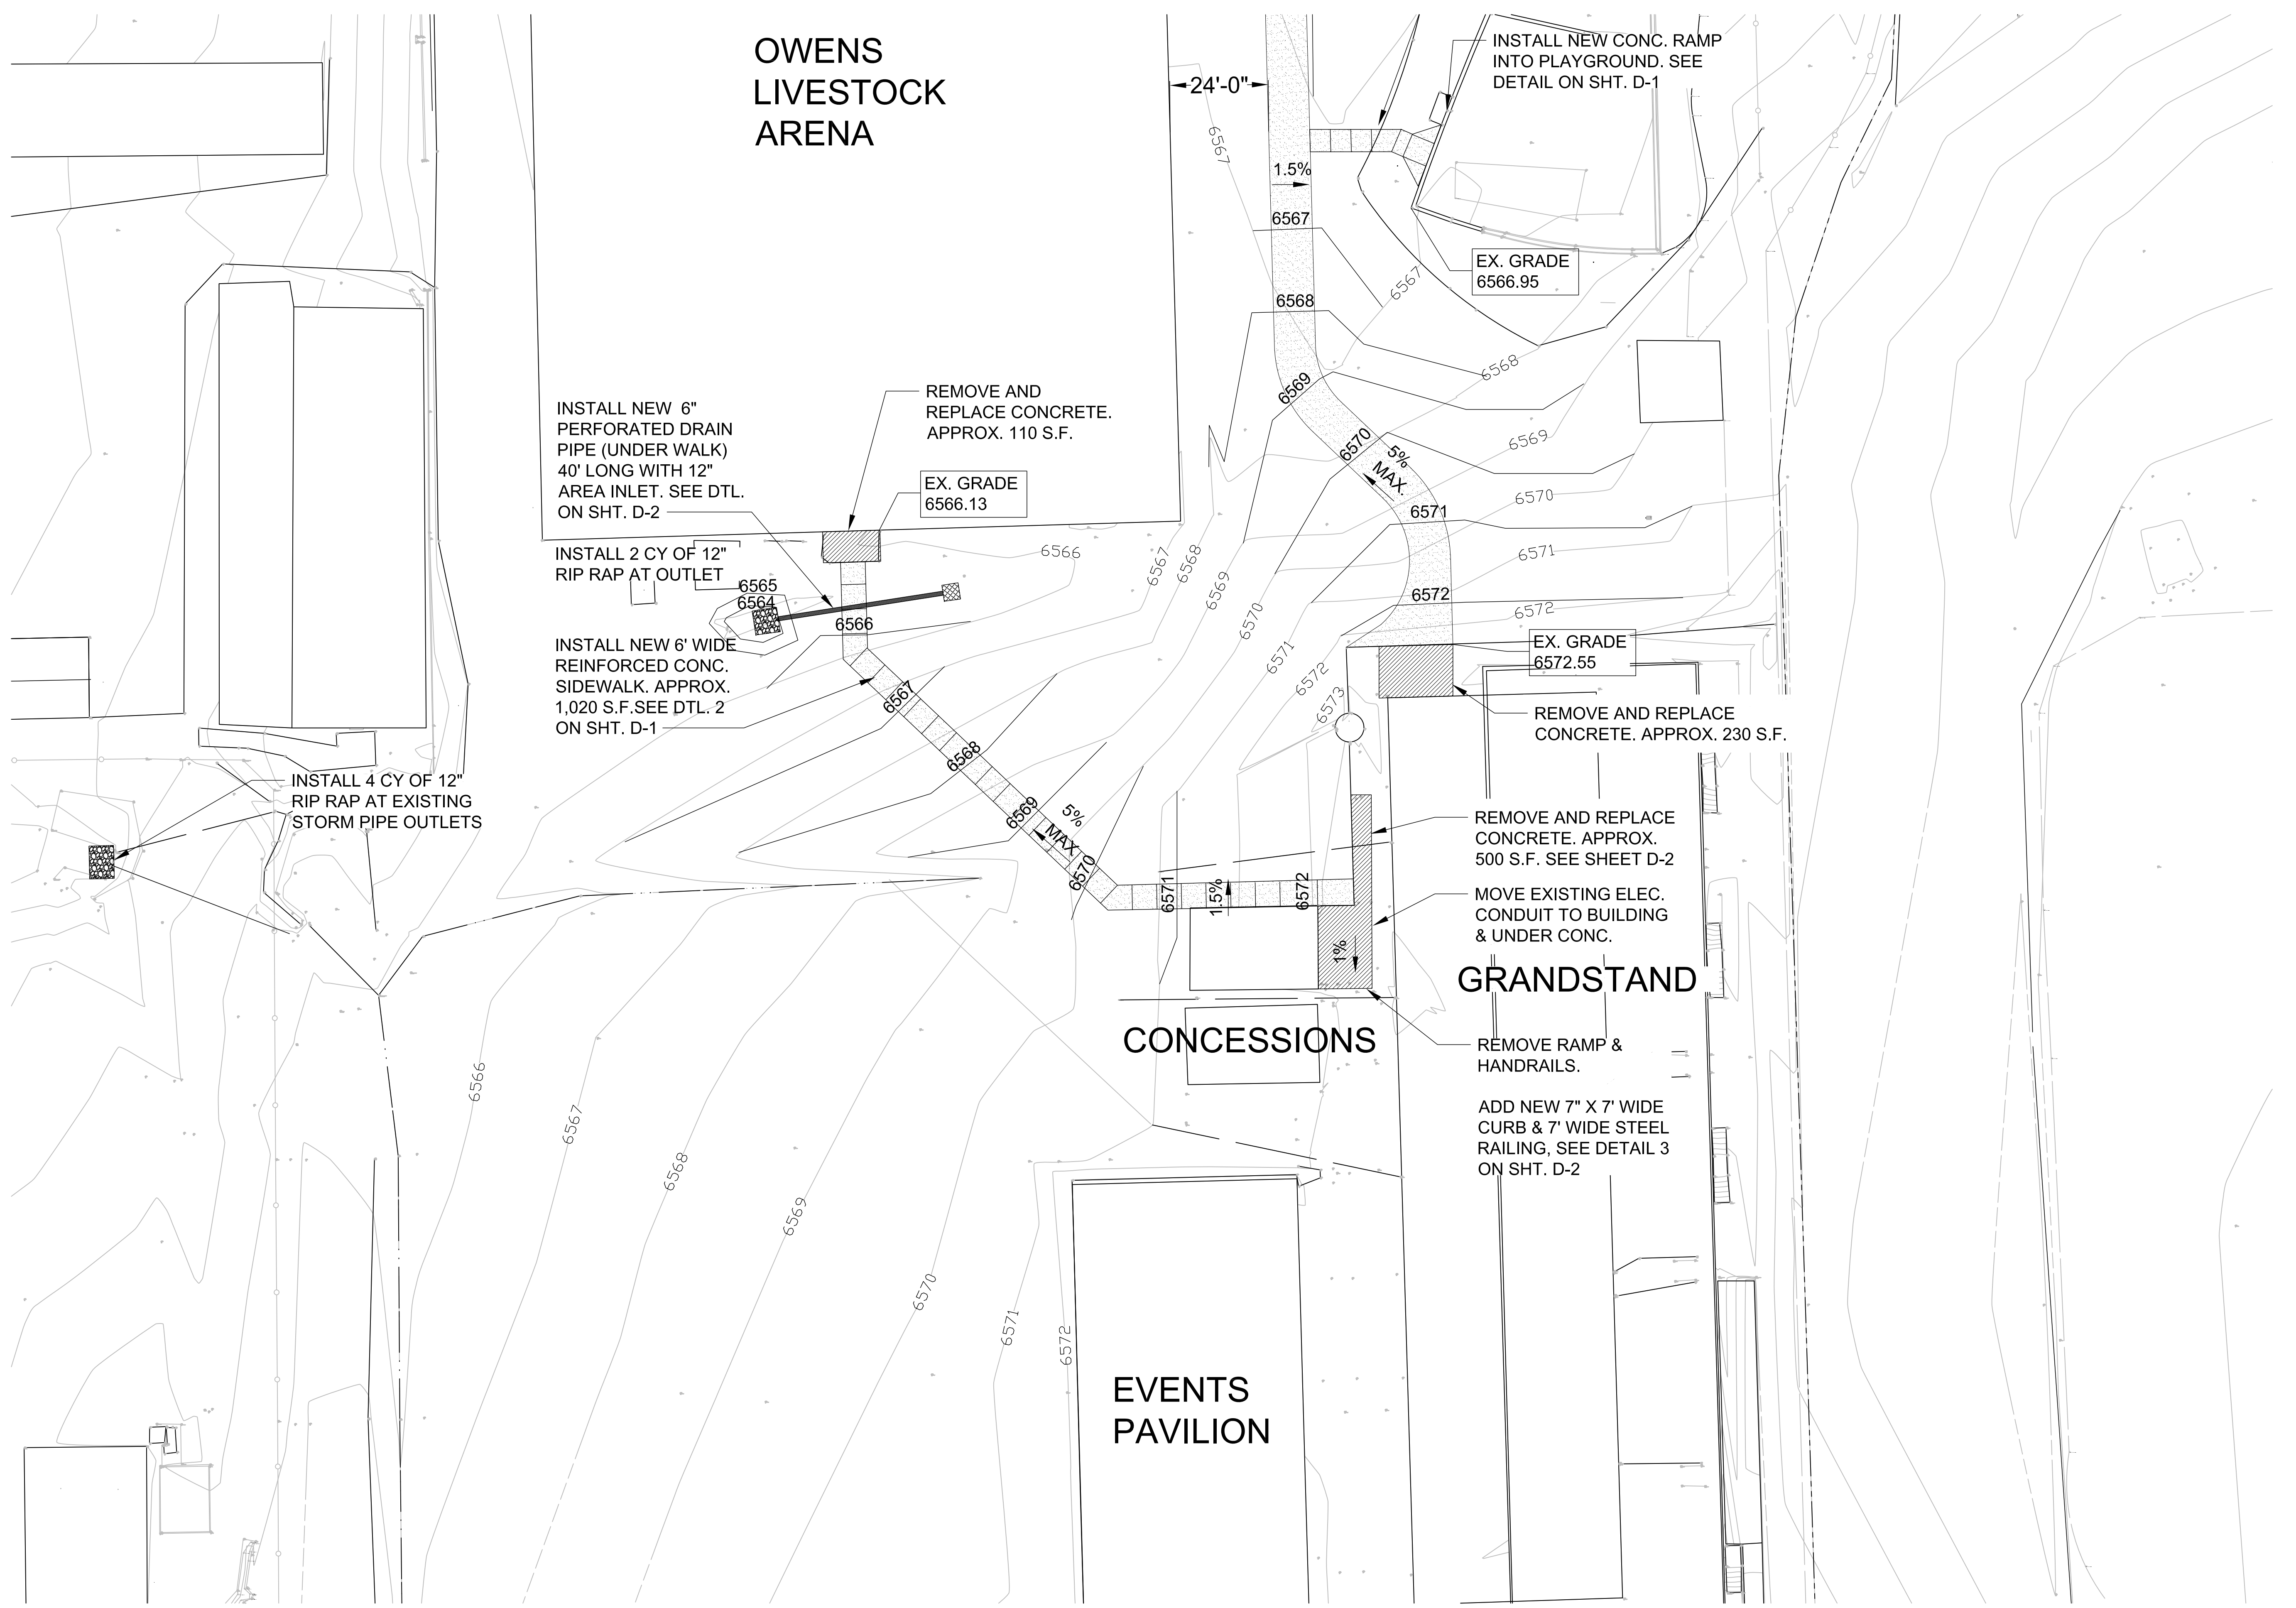 OWENS
LIVESTOCK
ARENA
24'-0"
INSTALL NEW CONC. RAMP
INTO PLAYGROUND. SEE
DETAIL ON SHT. D-1
6567
1.5%
6567
EX. GRADE
6566.95
6567
6568
6568
6569
REMOVE AND
REPLACE CONCRETE.
APPROX. 110 S.F.
INSTALL NEW  6"
PERFORATED DRAIN
PIPE (UNDER WALK)
40' LONG WITH 12"
AREA INLET. SEE DTL.
ON SHT. D-2
EX. GRADE
6566.13
6570
5%
MAX.
6569
6570
6571
6571
INSTALL 2 CY OF 12"
RIP RAP AT OUTLET
6565
6564
6566
6566
6567
6568
6569
6570
6571
6572
6573
6572
6572
INSTALL NEW 6' WIDE
REINFORCED CONC.
SIDEWALK. APPROX.
1,020 S.F.SEE DTL. 2
ON SHT. D-1
EX. GRADE
6572.55
REMOVE AND REPLACE
CONCRETE. APPROX. 230 S.F.
6567
6568
6569
5%
MAX
6570
6571
1.5%
6572
INSTALL 4 CY OF 12"
RIP RAP AT EXISTING
STORM PIPE OUTLETS
REMOVE AND REPLACE
CONCRETE. APPROX.
500 S.F. SEE SHEET D-2
MOVE EXISTING ELEC.
CONDUIT TO BUILDING
& UNDER CONC.
1%
GRANDSTAND
CONCESSIONS
REMOVE RAMP &
HANDRAILS.
ADD NEW 7" X 7' WIDE
CURB & 7' WIDE STEEL
RAILING, SEE DETAIL 3
ON SHT. D-2
6566
6567
6568
6569
6570
6571
6572
EVENTS
PAVILION